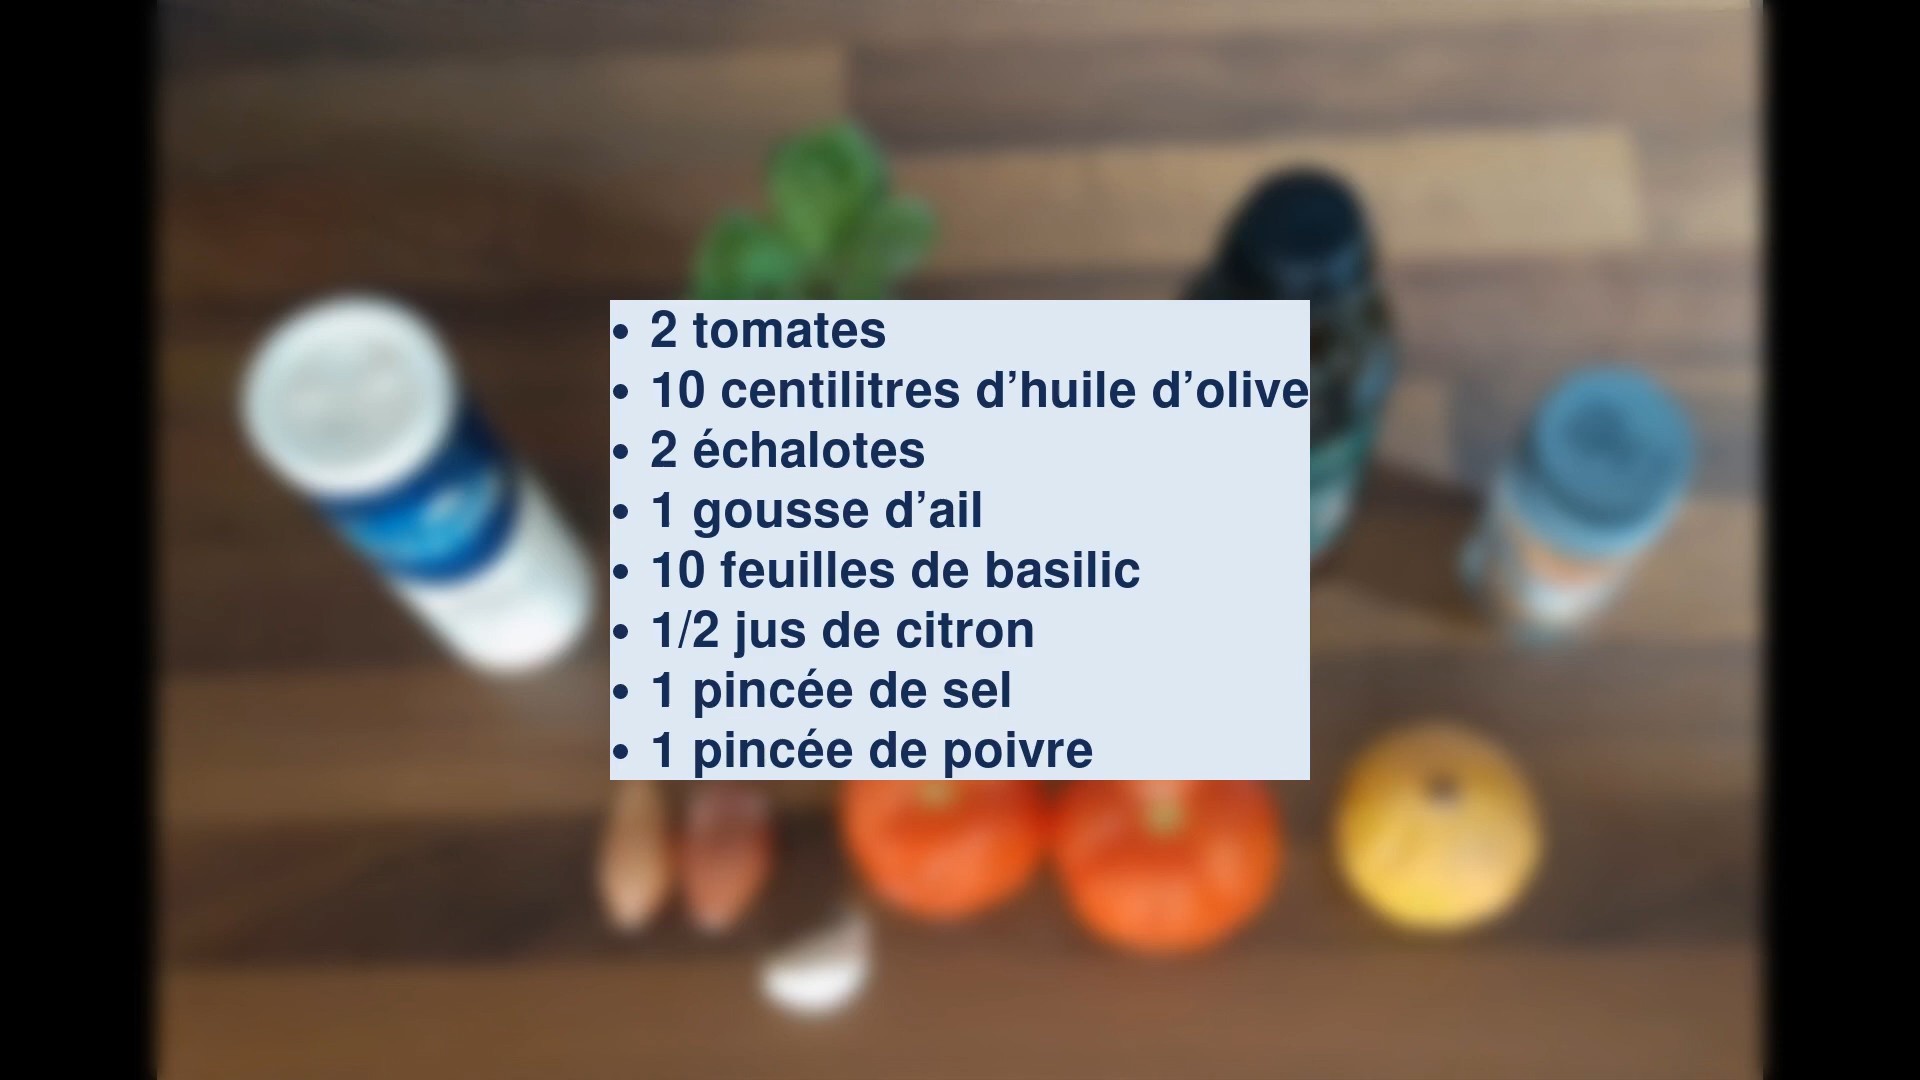 • 2 tomates
• 10 centilitres d’huile d’olive
• 2 échalotes
• 1 gousse d’ail
• 10 feuilles de basilic
• 1/2 jus de citron
• 1 pincée de sel
• 1 pincée de poivre